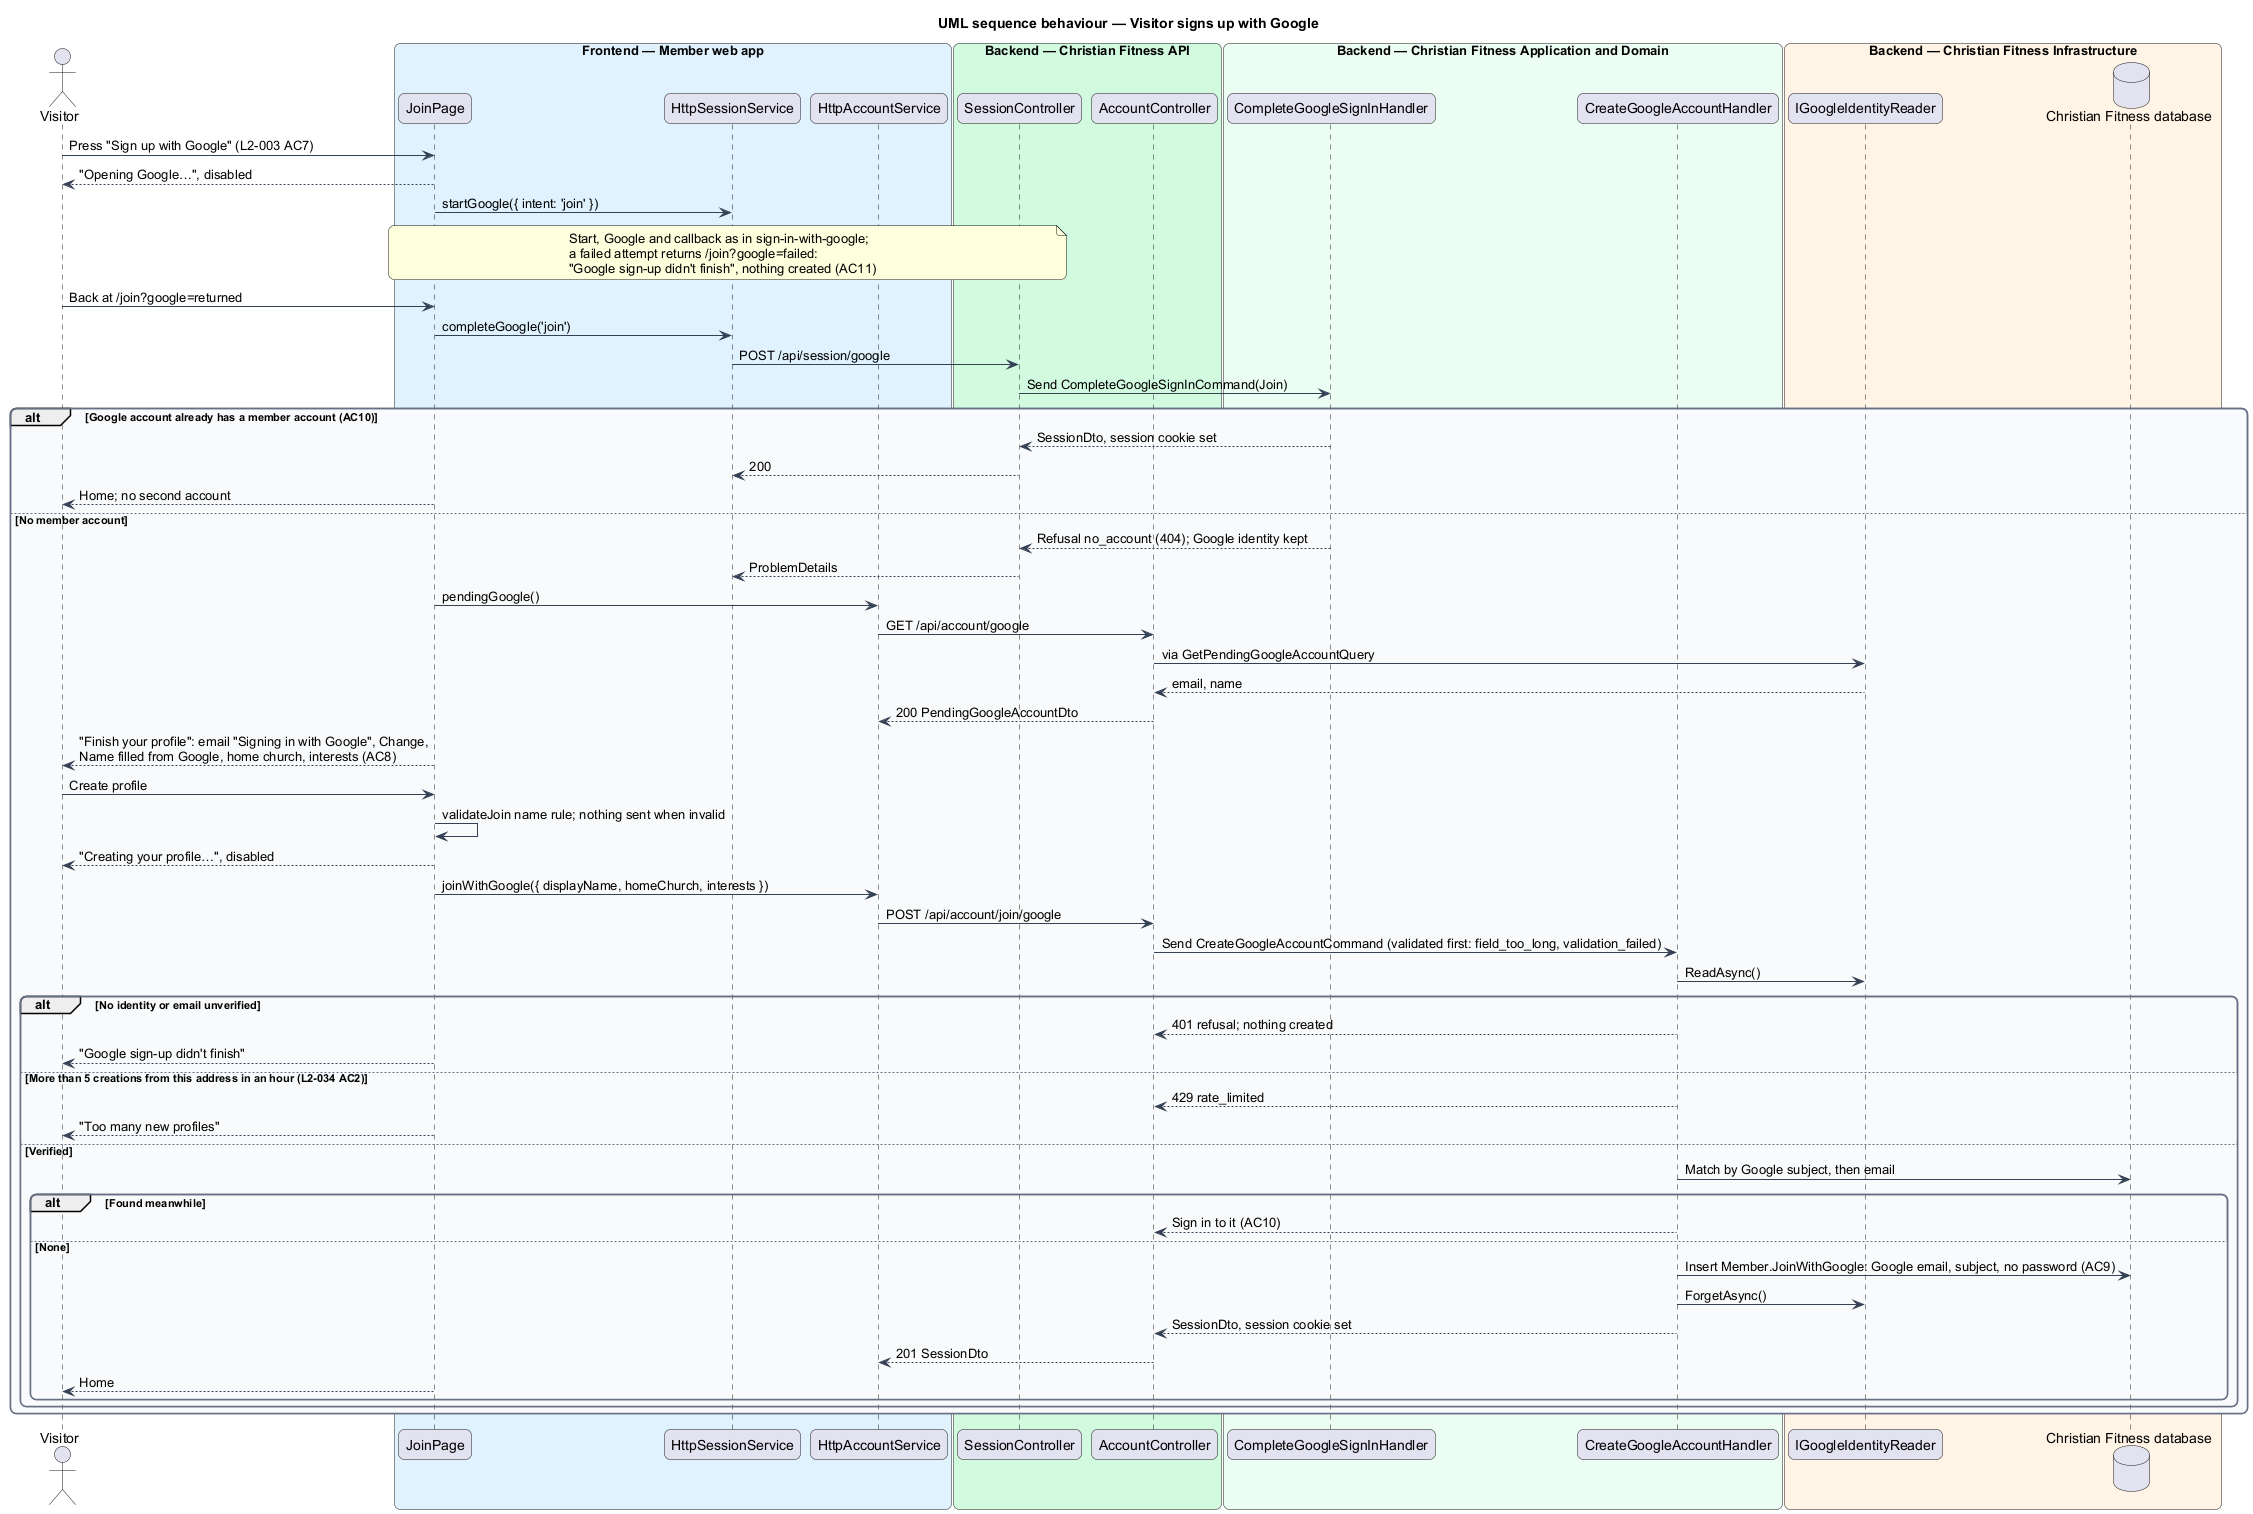 UML sequence behaviour — Visitor signs up with Google
Frontend — Member web app
Backend — Christian Fitness API
Backend — Christian Fitness Application and Domain
Backend — Christian Fitness Infrastructure
Visitor
JoinPage
HttpSessionService
HttpAccountService
SessionController
AccountController
CompleteGoogleSignInHandler
CreateGoogleAccountHandler
IGoogleIdentityReader
Christian Fitness database
Press "Sign up with Google" (L2-003 AC7)
"Opening Google…", disabled
startGoogle({ intent: 'join' })
Start, Google and callback as in sign-in-with-google;
a failed attempt returns /join?google=failed:
"Google sign-up didn't finish", nothing created (AC11)
Back at /join?google=returned
completeGoogle('join')
POST /api/session/google
Send CompleteGoogleSignInCommand(Join)
alt [Google account already has a member account (AC10)]
SessionDto, session cookie set
200
Home; no second account
[No member account]
Refusal no_account (404); Google identity kept
ProblemDetails
pendingGoogle()
GET /api/account/google
via GetPendingGoogleAccountQuery
email, name
200 PendingGoogleAccountDto
"Finish your profile": email "Signing in with Google", Change,
Name filled from Google, home church, interests (AC8)
Create profile
validateJoin name rule; nothing sent when invalid
"Creating your profile…", disabled
joinWithGoogle({ displayName, homeChurch, interests })
POST /api/account/join/google
Send CreateGoogleAccountCommand (validated first: field_too_long, validation_failed)
ReadAsync()
alt [No identity or email unverified]
401 refusal; nothing created
"Google sign-up didn't finish"
[More than 5 creations from this address in an hour (L2-034 AC2)]
429 rate_limited
"Too many new profiles"
[Verified]
Match by Google subject, then email
alt [Found meanwhile]
Sign in to it (AC10)
[None]
Insert Member.JoinWithGoogle: Google email, subject, no password (AC9)
ForgetAsync()
SessionDto, session cookie set
201 SessionDto
Home
Visitor
JoinPage
HttpSessionService
HttpAccountService
SessionController
AccountController
CompleteGoogleSignInHandler
CreateGoogleAccountHandler
IGoogleIdentityReader
Christian Fitness database